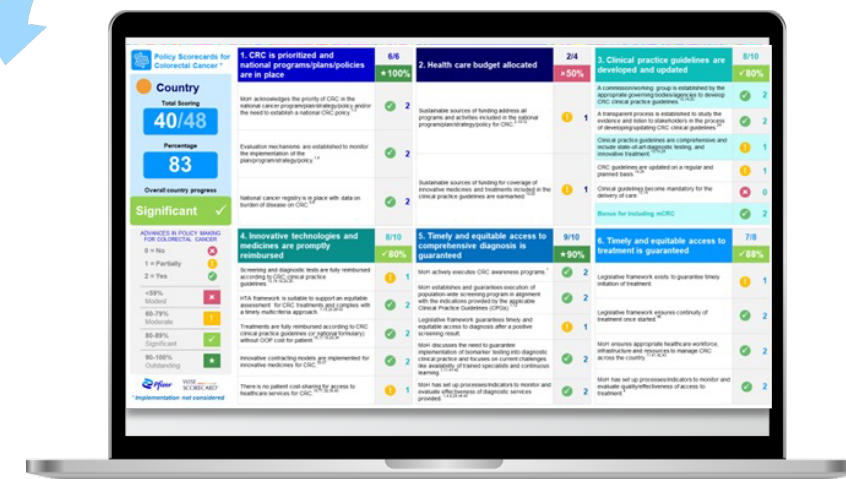 Policy Scorecards for
Colorectal Cancer *
Country
Total Scoring
40/48
Percentage
83
Overall country progress
Significant ✓
ADVANCES IN POLICY MAKING
FOR COLORECTAL CANCER
0 = No
1 = Partially
2 = Yes
<59%
Modest
60-79%
Moderate
80-89%
Significant
90-100%
Outstanding
Pfizer
WISE
SCORECARD
* Implementation not considered
1. CRC is prioritized and
national programs/plans/policies
are in place
6/6
★100%
MoH acknowledges the priority of CRC in the
national cancer program/plan/strategy/policy and/or
the need to establish a national CRC policy.
2
Evaluation mechanisms are established to monitor
the implementation of the
plan/program/strategy/policy.
2
National cancer registry is in place with data on
burden of disease on CRC.
2
2. Health care budget allocated
2/4
×50%
Sustainable sources of funding address all
programs and activities included in the national
program/plan/strategy/policy for CRC.
1
Sustainable sources of funding for coverage of
innovative medicines and treatments included in the
clinical practice guidelines are earmarked.
1
3. Clinical practice guidelines are
developed and updated
8/10
✓80%
A commission/working group is established by the
appropriate governing bodies/agencies to develop
CRC clinical practice guidelines
2
A transparent process is established to study the
evidence and listen to stakeholders in the process
of developing/updating CRC clinical guidelines.
2
Clinical practice guidelines are comprehensive and
include state-of-art diagnostic testing, and
innovative treatment.
1
CRC guidelines are updated on a regular and
planned basis.
1
Clinical guidelines become mandatory for the
delivery of care.
0
Bonus for including mCRC
2
4. Innovative technologies and
medicines are promptly
reimbursed
8/10
✓80%
Screening and diagnostic tests are fully reimbursed
according to CRC clinical practice
guidelines.
1
HTA framework is suitable to support an equitable
assessment for CRC treatments and complies with
a timely multicriteria approach.
2
Treatments are fully reimbursed according to CRC
clinical practice guidelines (or national formulary)
without OOP cost for patient.
2
Innovative contracting models are implemented for
innovative medicines for CRC.
2
There is no patient cost-sharing for access to
healthcare services for CRC.
1
5. Timely and equitable access to
comprehensive diagnosis is
guaranteed
9/10
★90%
MoH actively executes CRC awareness programs.
2
MoH establishes and guarantees execution of
population-wide screening program in alignment
with the indications provided by the applicable
Clinical Practice Guidelines (CPGs)
2
Legislative framework guarantees timely and
equitable access to diagnosis after a positive
screening result.
1
MoH discusses the need to guarantee
implementation of biomarker testing into diagnostic
clinical practice and focuses on current challenges
like availability of trained specialists and continuous
learning
2
MoH has set up processes/indicators to monitor and
evaluate effectiveness of diagnostic services
provided.
2
6. Timely and equitable access to
treatment is guaranteed
7/8
✓88%
Legislative framework exists to guarantee timely
initiation of treatment.
1
Legislative framework ensures continuity of
treatment once started.
2
MoH ensures appropriate healthcare workforce,
infrastructure and resources to manage CRC
across the country.
2
MoH has set up processes/indicators to monitor and
evaluate quality/effectiveness of access to
treatment
2